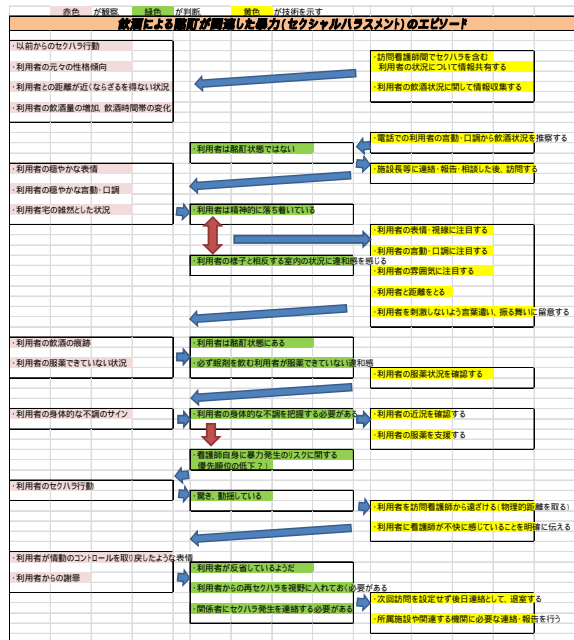 赤色　が観察、　緑色　が判断、　黄色　が技術を示す
飲酒による酩酊が関連した暴力(セクシャルハラスメント)のエピソード
・以前からのセクハラ行動
・利用者の元々の性格傾向
・利用者との距離が近くならざるを得ない状況
・利用者の飲酒量の増加、飲酒時間帯の変化
・訪問看護師間でセクハラを含む
利用者の状況について情報共有する
・利用者の飲酒状況に関して情報収集する
・電話での利用者の言動・口調から飲酒状況を推察する
・利用者は酩酊状態ではない
・施設長等に連絡・報告・相談した後、訪問する
・利用者の穏やかな表情
・利用者の穏やかな言動・口調
・利用者宅の雑然とした状況
・利用者は精神的に落ち着いている
・利用者の様子と相反する室内の状況に違和感を感じる
・利用者の表情・視線に注目する
・利用者の言動・口調に注目する
・利用者の雰囲気に注目する
・利用者と距離をとる
・利用者を刺激しないよう言葉遣い、振る舞いに留意する
・利用者の飲酒の痕跡
・利用者の服薬できていない状況
・利用者は酩酊状態にある
・必ず眠剤を飲む利用者が服薬できていない違和感
・利用者の服薬状況を確認する
・利用者の身体的な不調のサイン
・利用者の身体的な不調を把握する必要がある
・利用者の近況を確認する
・利用者の服薬を支援する
・看護師自身に暴力発生のリスクに関する
優先順位の低下？)
・利用者のセクハラ行動
・驚き、動揺している
・利用者を訪問看護師から遠ざける(物理的距離を取る)
・利用者に看護師が不快に感じていることを明確に伝える
・利用者が情動のコントロールを取り戻したような表情
・利用者からの謝罪
・利用者が反省しているようだ
・利用者からの再セクハラを視野に入れておく必要がある
・関係者にセクハラ発生を連絡する必要がある
・次回訪問を設定せず後日連絡として、退室する
・所属施設や関連する機関に必要な連絡・報告を行う